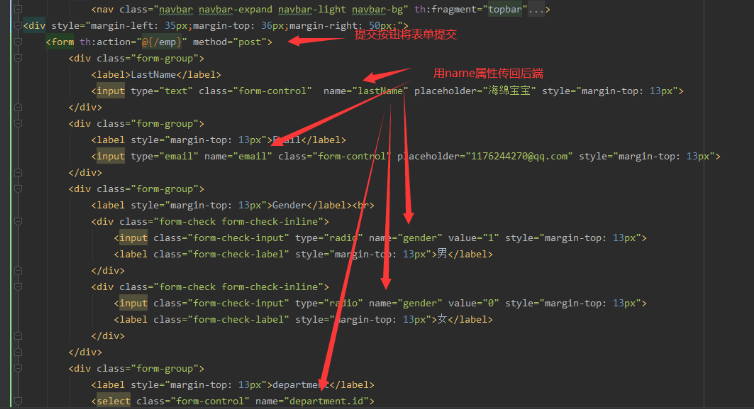 <nav class="navbar navbar-expand navbar-light navbar-bg" th:fragment="topbar"...>
<div style="margin-left: 35px;margin-top: 36px;margin-right: 50px;">
<form th:action="@{/emp}" method="post"> 提交按钮将表单提交
<div class="form-group">
<label>LastName</label> 用name属性传回后端
<input type="text" class="form-control"  name="lastName" placeholder="海绵宝宝" style="margin-top: 13px">
</div>
<div class="form-group">
<label style="margin-top: 13px">Email</label>
<input type="email" name="email" class="form-control" placeholder="1176244270@qq.com" style="margin-top: 13px">
</div>
<div class="form-group">
<label style="margin-top: 13px">Gender</label><br>
<div class="form-check form-check-inline">
<input class="form-check-input" type="radio" name="gender" value="1" style="margin-top: 13px">
<label class="form-check-label" style="margin-top: 13px">男</label>
</div>
<div class="form-check form-check-inline">
<input class="form-check-input" type="radio" name="gender" value="0" style="margin-top: 13px">
<label class="form-check-label" style="margin-top: 13px">女</label>
</div>
</div>
<div class="form-group">
<label style="margin-top: 13px">department</label>
<select class="form-control" name="department.id">